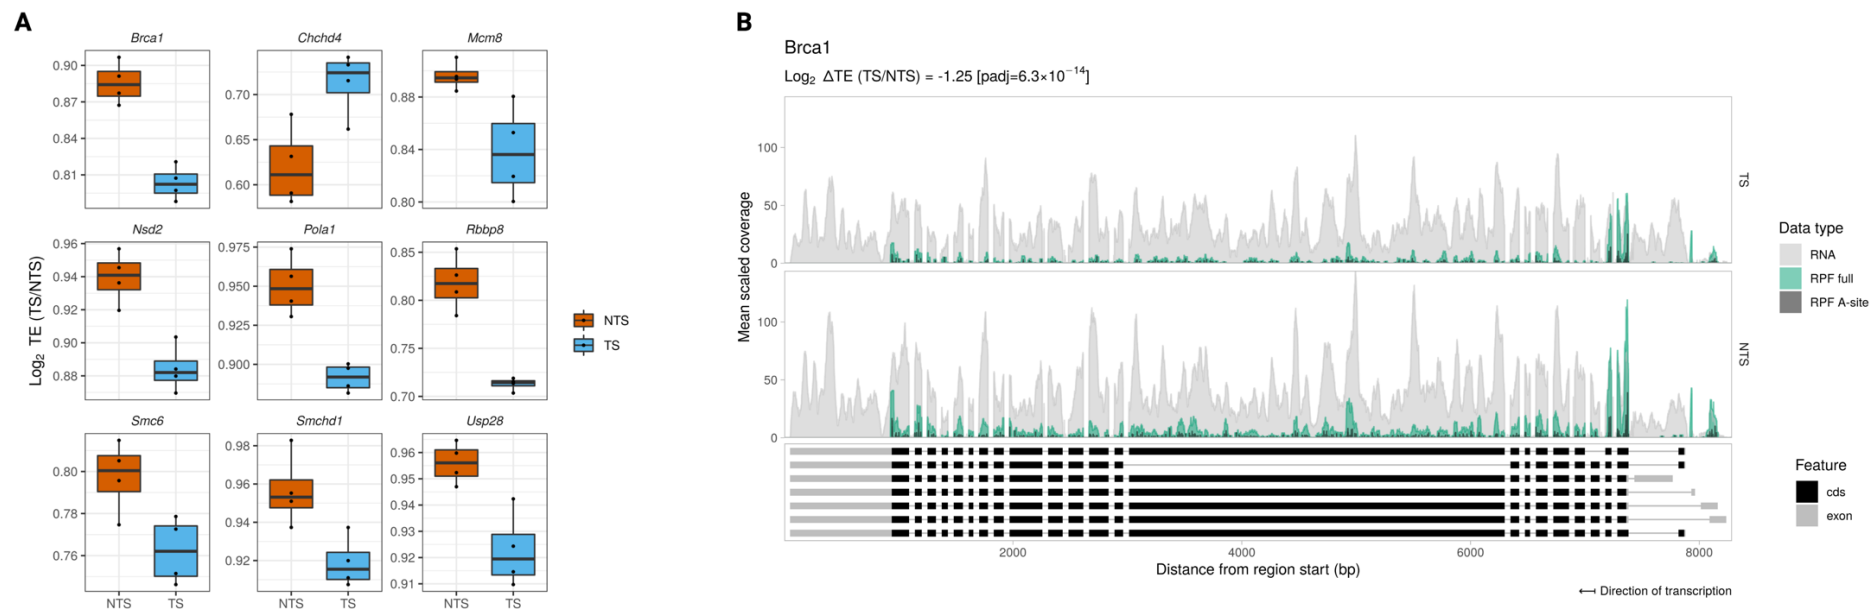 A
Brca1
Chchd4
Mcm8
0.90
0.87
0.84
0.81
0.70
0.65
0.60
0.88
0.84
0.80
Nsd2
Pola1
Rbbp8
0.96
0.94
0.92
0.90
0.88
0.975
0.950
0.925
0.900
0.85
0.80
0.75
0.70
Smc6
Smchd1
Usp28
0.80
0.78
0.76
0.98
0.96
0.94
0.92
0.96
0.95
0.94
0.93
0.92
0.91
NTS
TS
NTS
TS
NTS
TS
Log₂ TE (TS/NTS)
NTS
TS
B
Brca1
Log₂ ΔTE (TS/NTS) = -1.25 [padj=6.3×10⁻¹⁴]
Mean scaled coverage
100
50
0
TS
100
50
0
NTS
2000
4000
6000
8000
Distance from region start (bp)
Direction of transcription
Data type
RNA
RPF full
RPF A-site
Feature
cds
exon